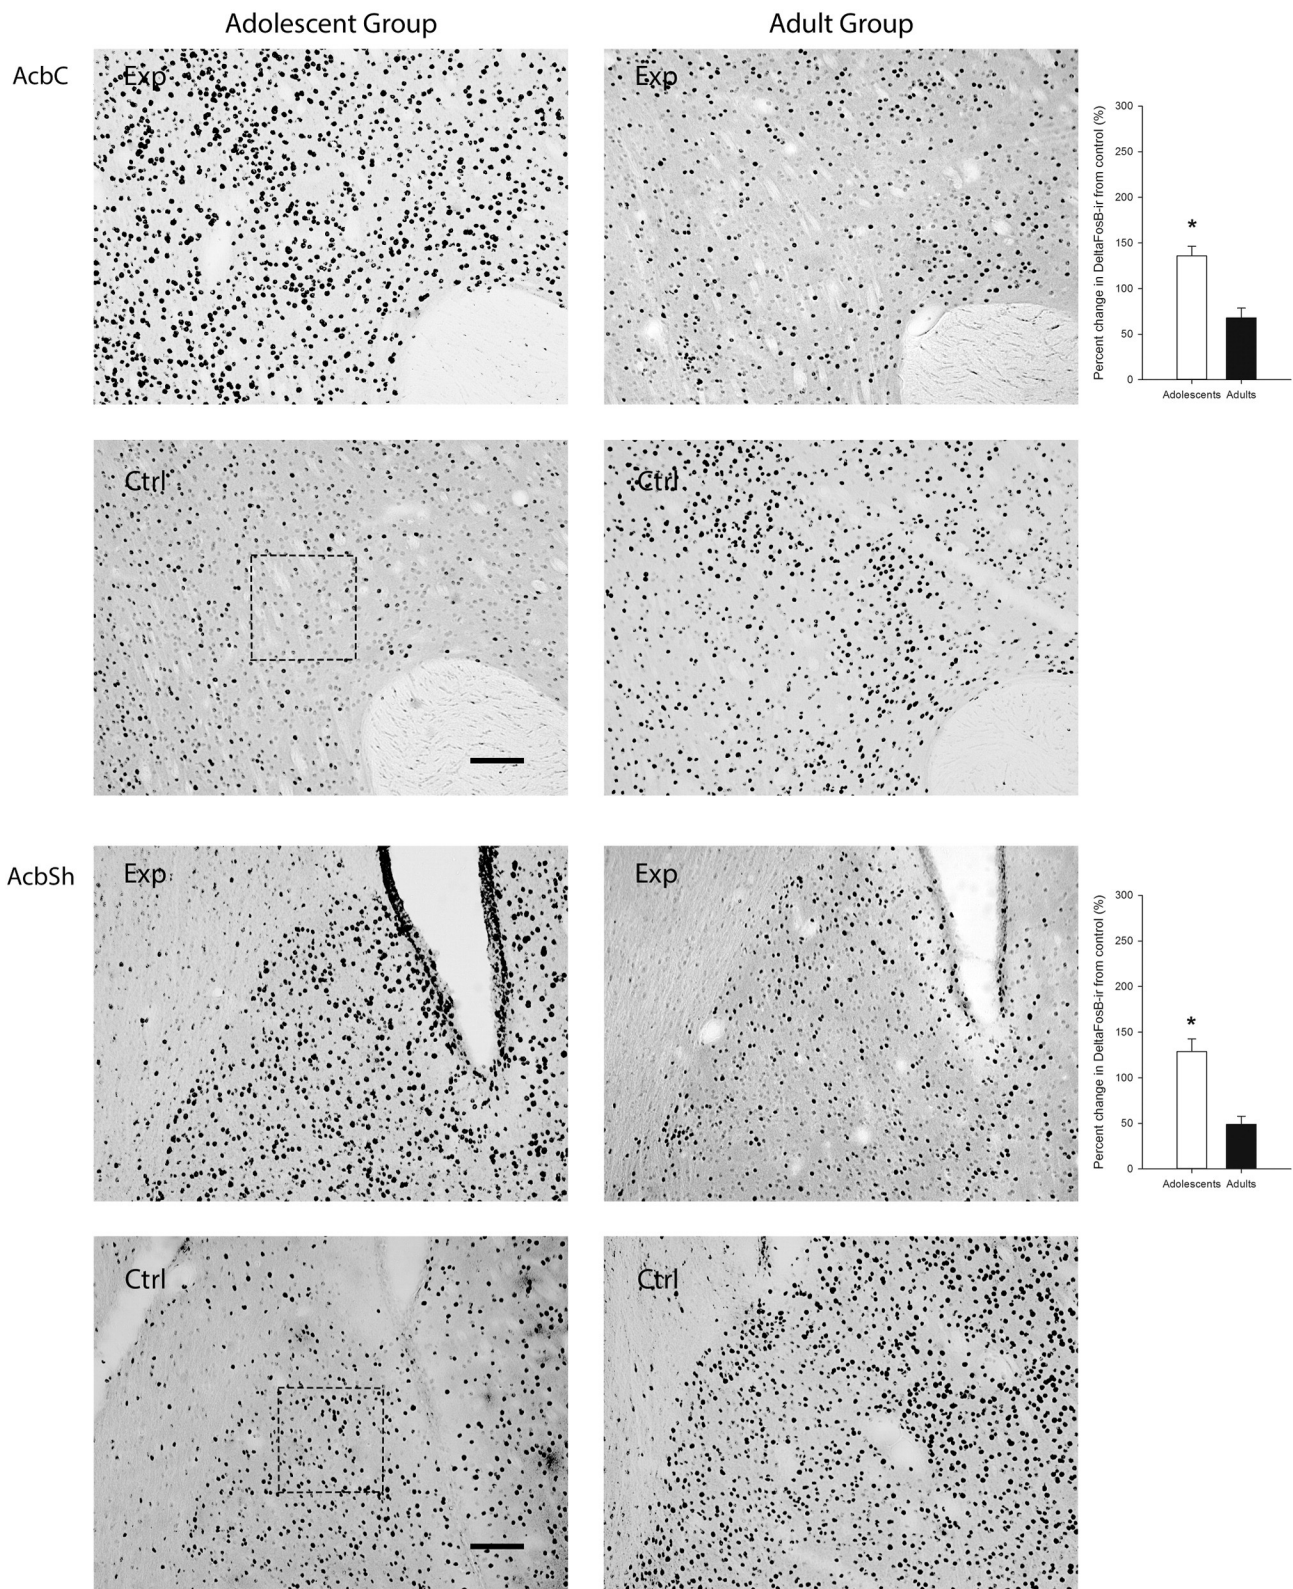 Adolescent Group
Adult Group
AcbC
Exp
Exp
Percent change in DeltaFosB-ir from control (%)
300
250
200
150
100
50
0
*
Adolescents Adults
Ctrl
Ctrl
AcbSh
Exp
Exp
Percent change in DeltaFosB-ir from control (%)
300
250
200
150
100
50
0
*
Adolescents Adults
Ctrl
Ctrl